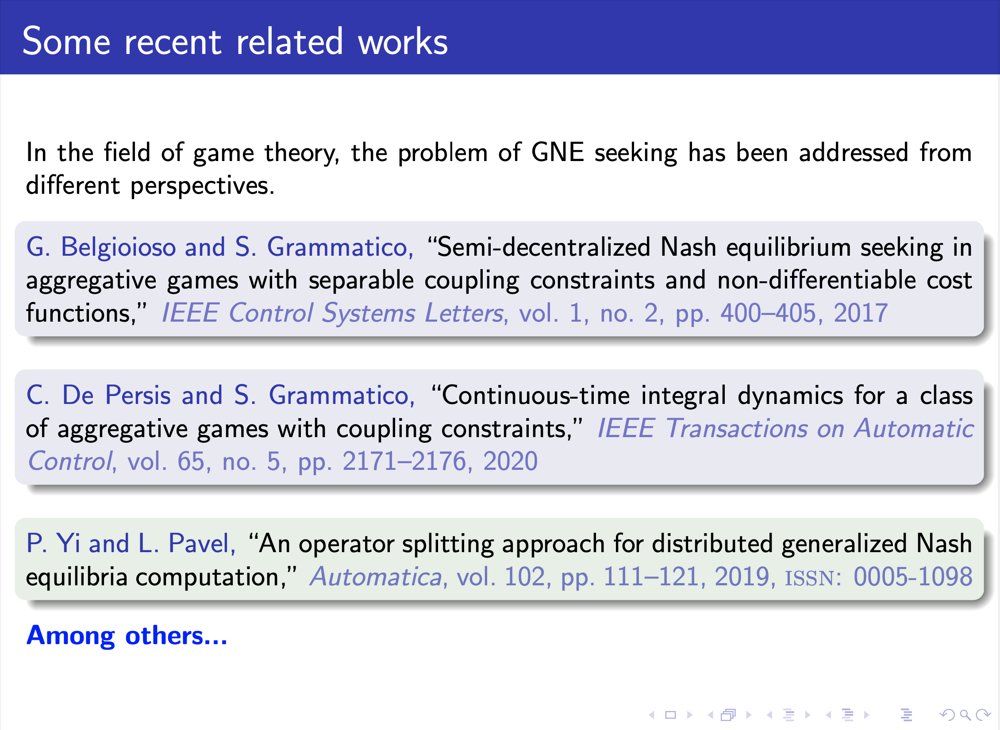 Some recent related works
In the field of game theory, the problem of GNE seeking has been addressed from
different perspectives.
G. Belgioioso and S. Grammatico, “Semi-decentralized Nash equilibrium seeking in
aggregative games with separable coupling constraints and non-differentiable cost
functions,” IEEE Control Systems Letters, vol. 1, no. 2, pp. 400–405, 2017
C. De Persis and S. Grammatico, “Continuous-time integral dynamics for a class
of aggregative games with coupling constraints,” IEEE Transactions on Automatic
Control, vol. 65, no. 5, pp. 2171–2176, 2020
P. Yi and L. Pavel, “An operator splitting approach for distributed generalized Nash
equilibria computation,” Automatica, vol. 102, pp. 111–121, 2019, ISSN: 0005-1098
Among others...